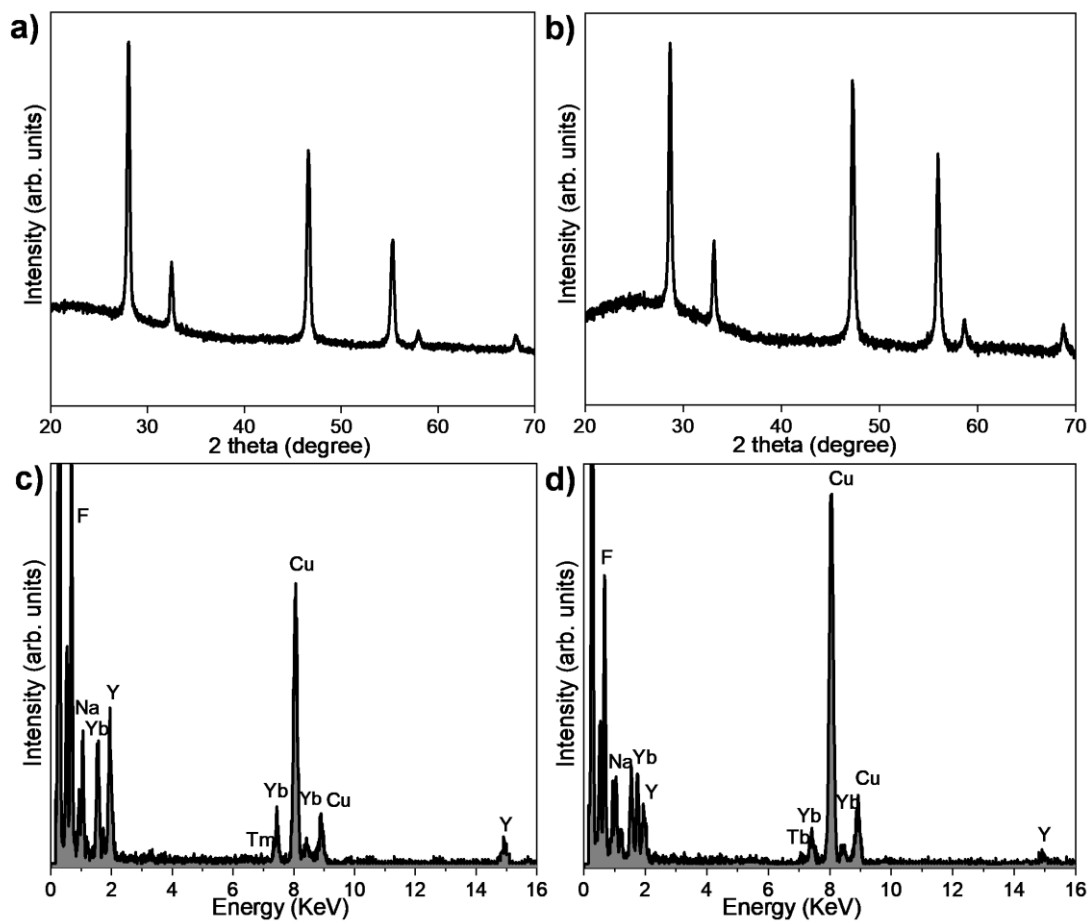 a)
Intensity (arb. units)
20 30 40 50 60 70
2 theta (degree)
b)
Intensity (arb. units)
20 30 40 50 60 70
2 theta (degree)
c)
Intensity (arb. units)
F
Na
Yb
Y
Tm
Yb
Cu
Yb
Cu
Y
0 2 4 6 8 10 12 14 16
Energy (KeV)
d)
Intensity (arb. units)
F
Na
Yb
Y
Tb
Yb
Cu
Yb
Cu
Y
0 2 4 6 8 10 12 14 16
Energy (KeV)